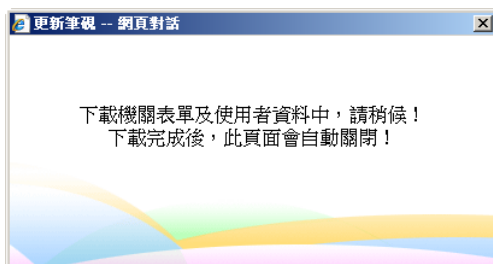 更新筆硯 -- 網頁對話
下載機關表單及使用者資料中，請稍候！
下載完成後，此頁面會自動關閉！